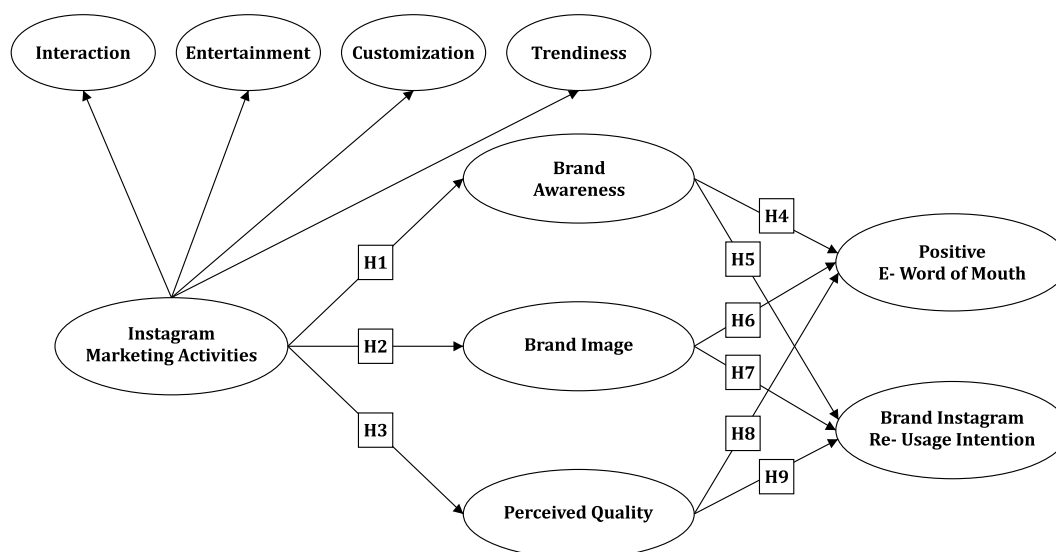 Interaction
Entertainment
Customization
Trendiness
Brand
Awareness
H4
H1
H5
Positive
E- Word of Mouth
Instagram
Marketing Activities
H2
Brand Image
H6
H7
H3
H8
Brand Instagram
Re- Usage Intention
H9
Perceived Quality